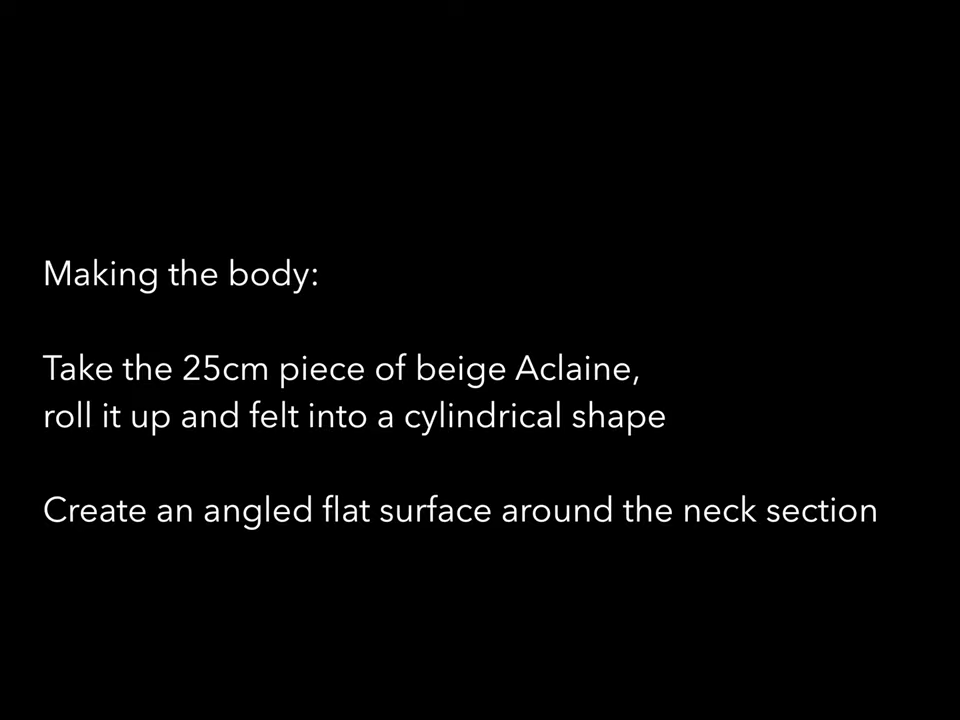 Making the body:
Take the 25cm piece of beige Aclaine,
roll it up and felt into a cylindrical shape
Create an angled flat surface around the neck section